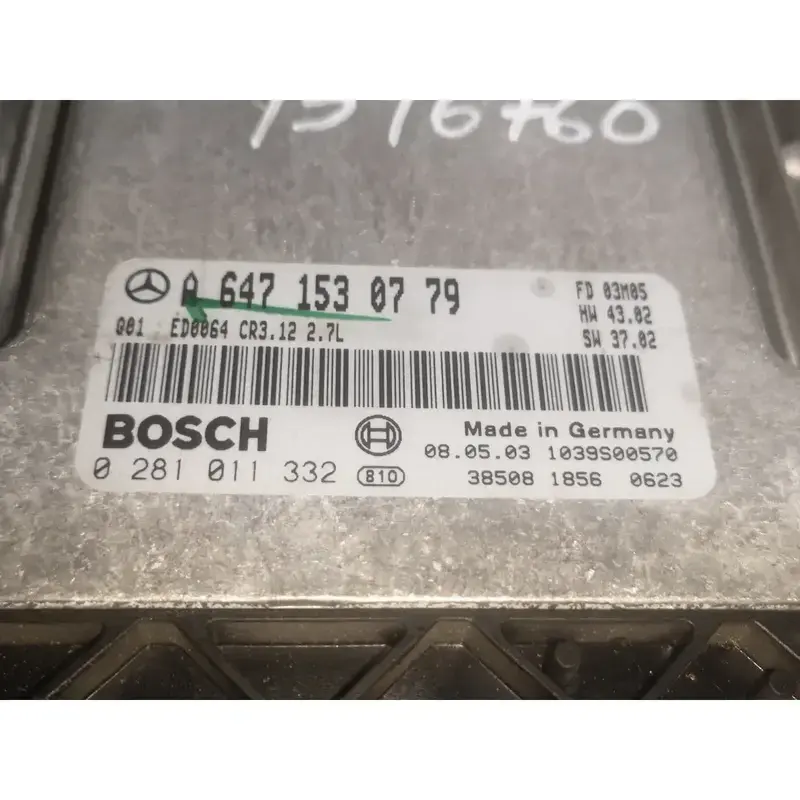 1516760
A 647 153 07 79
FD 03M05
HW 43.02
Q01 ED0064 CR3.12 2.7L
SW 37.02
BOSCH
Made in Germany
08.05.03 1039S00570
0 281 011 332 B10
38508 1856 0623